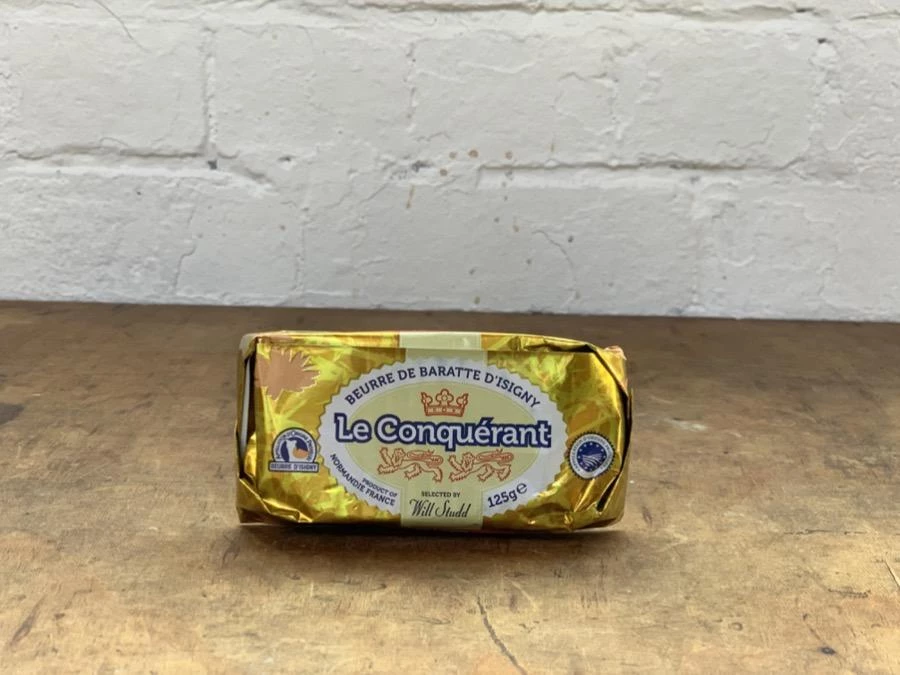 BEURRE DE BARATTE D'ISIGNY
Le Conquérant
BEURRE D'ISIGNY
PRODUCT OF
NORMANDIE FRANCE
SELECTED BY
Will Studd
125g e